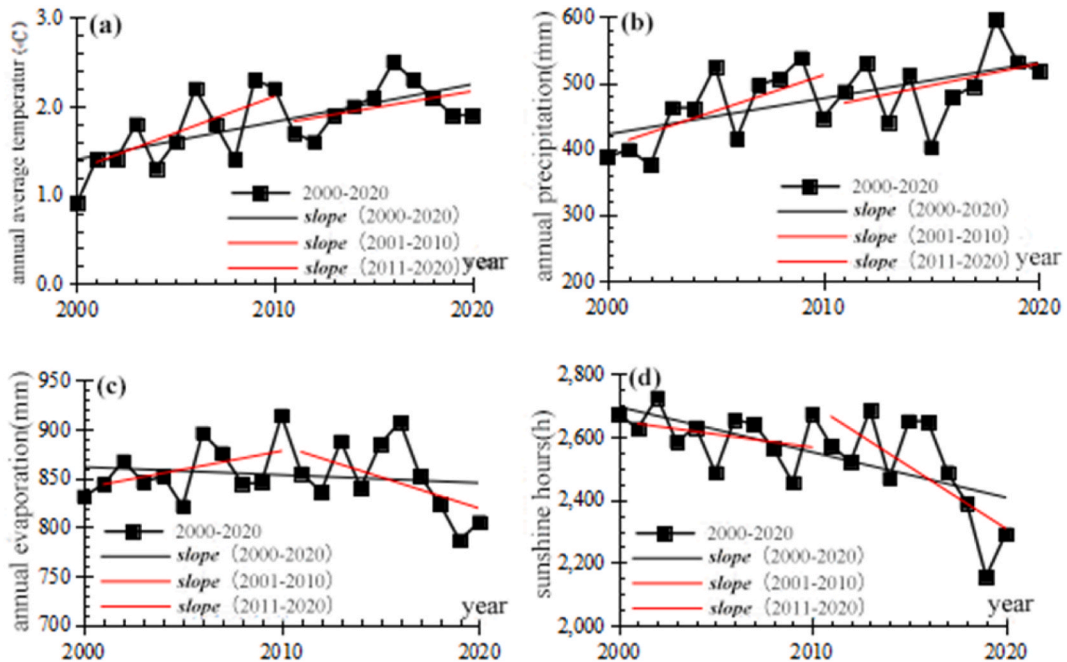 (a)
annual average temperatur (◦C)
3.0
2.0
1.0
0.0
2000-2020
slope (2000-2020)
slope (2001-2010)
slope (2011-2020)
year
2000
2010
2020
(b)
annual precipitation(mm)
600
500
400
300
200
2000-2020
slope (2000-2020)
slope (2001-2010)
slope (2011-2020)
year
2000
2010
2020
(c)
annual evaporation(mm)
950
900
850
800
750
700
2000-2020
slope (2000-2020)
slope (2001-2010)
slope (2011-2020)
year
2000
2010
2020
(d)
sunshine hours(h)
2,800
2,600
2,400
2,200
2,000
2000-2020
slope (2000-2020)
slope (2001-2010)
slope (2011-2020)
year
2000
2010
2020